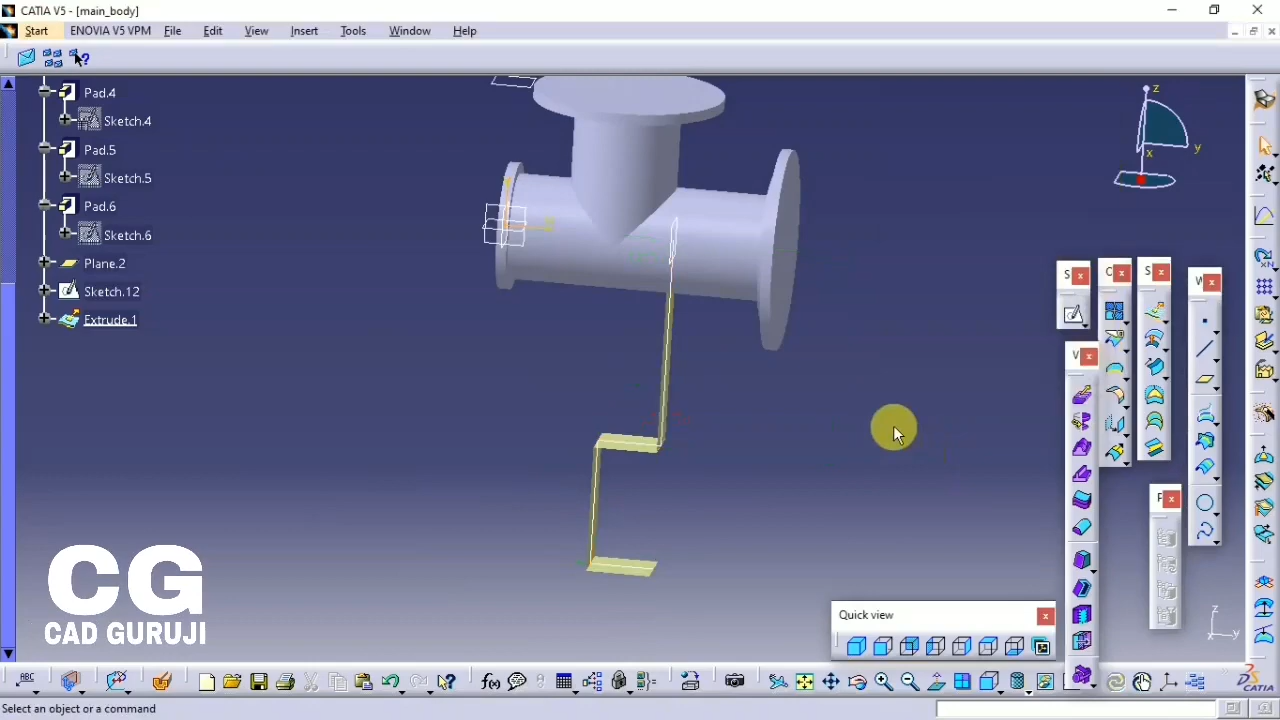 CATIA V5 - [main_body]
Start ENOVIA V5 VPM File Edit View Insert Tools Window Help
Pad.4
Sketch.4
Pad.5
Sketch.5
Pad.6
Sketch.6
Plane.2
Sketch.12
Extrude.1
z
y
x
S
C
S
W
V
P
CG
CAD GURUJI
Quick view
z
y
x
ABC
f(x)
CATIA
Select an object or a command